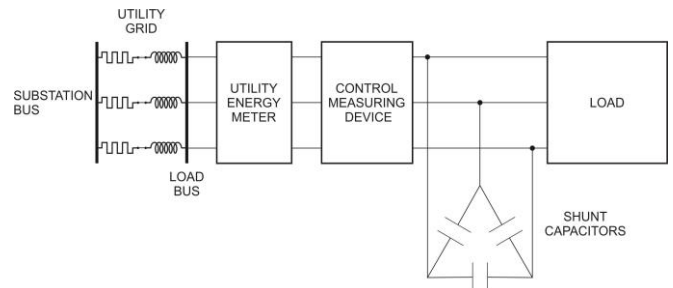 UTILITY
GRID
SUBSTATION
BUS
LOAD
BUS
UTILITY
ENERGY
METER
CONTROL
MEASURING
DEVICE
LOAD
SHUNT
CAPACITORS